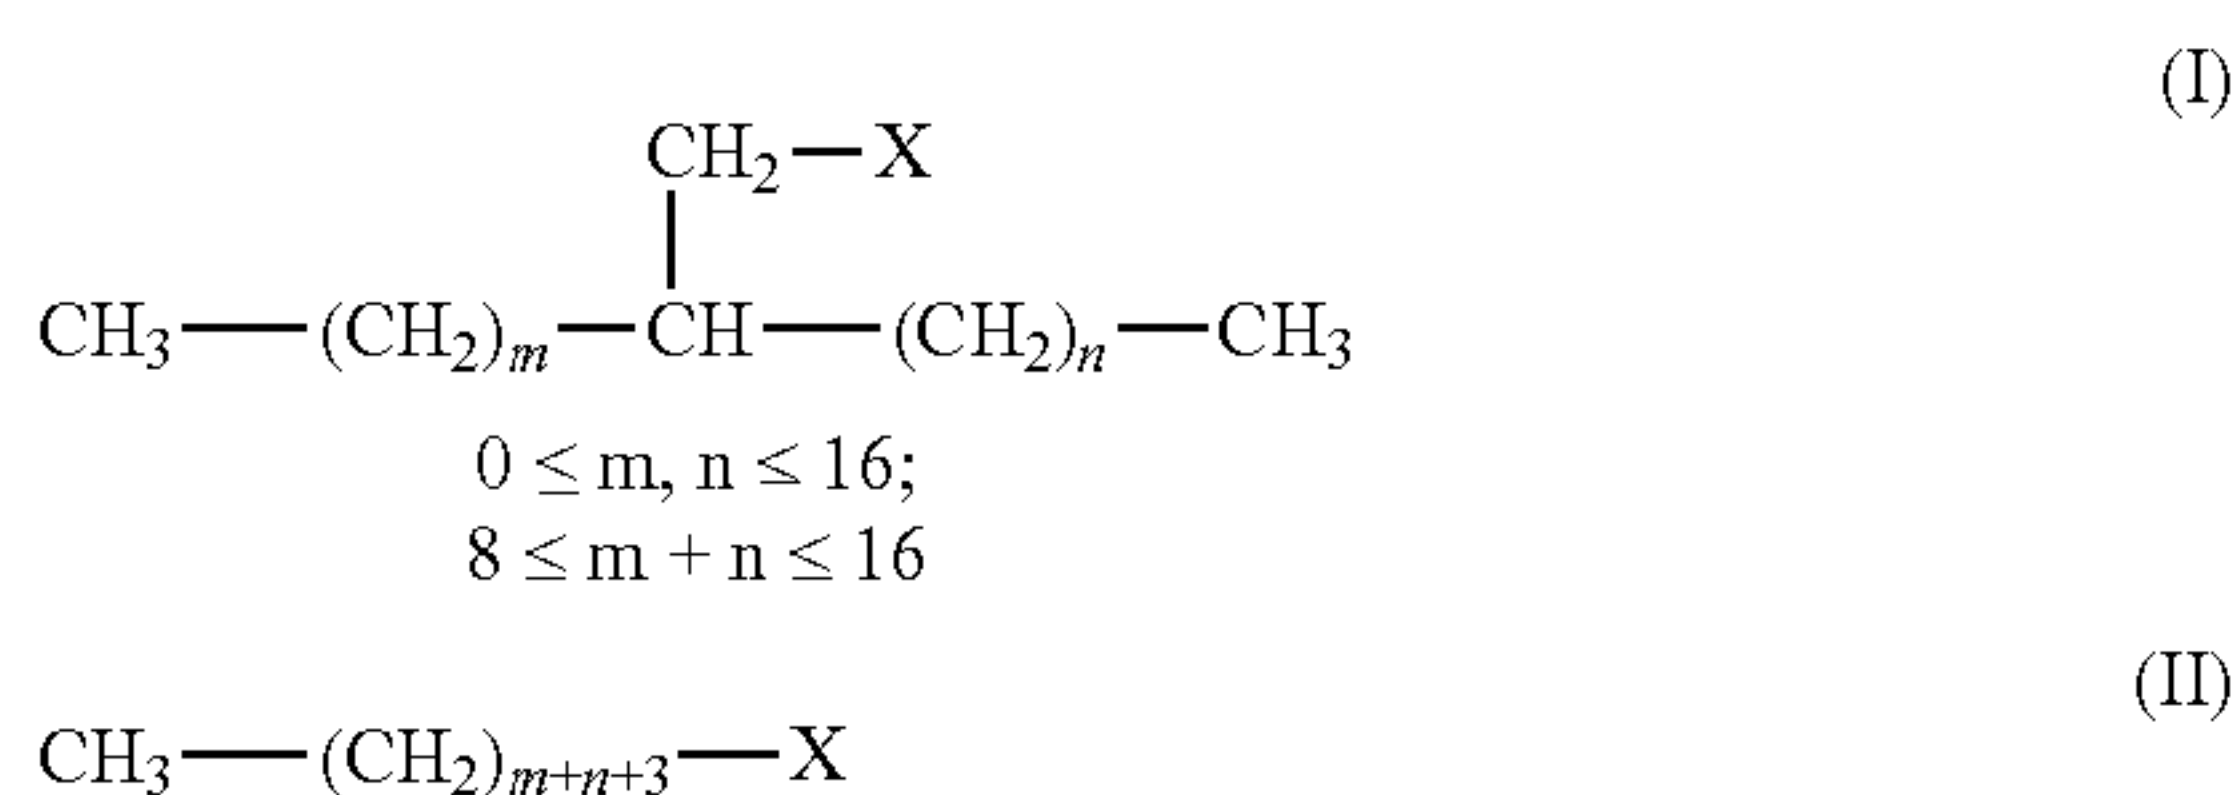 (I)
CH₂—X
CH₃—(CH₂)ₘ—CH—(CH₂)ₙ—CH₃
0 ≤ m, n ≤ 16;
8 ≤ m + n ≤ 16
(II)
CH₃—(CH₂)ₘ₊ₙ₊₃—X